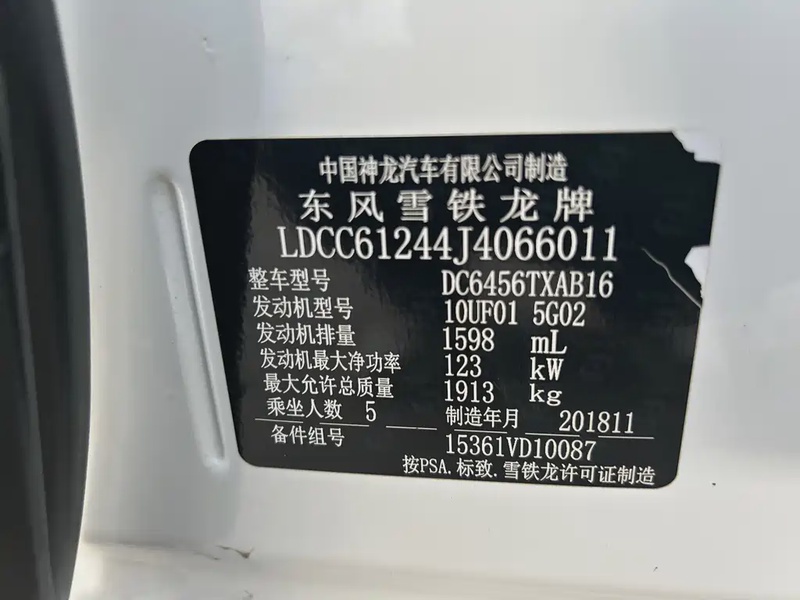 中国神龙汽车有限公司制造
东风雪铁龙牌
LDCC61244J4066011
整车型号 DC6456TXAB16
发动机型号 10UF01 5G02
发动机排量 1598 mL
发动机最大净功率 123 kW
最大允许总质量 1913 kg
乘坐人数 5 制造年月 201811
备件组号 15361VD10087
按PSA.标致.雪铁龙许可证制造